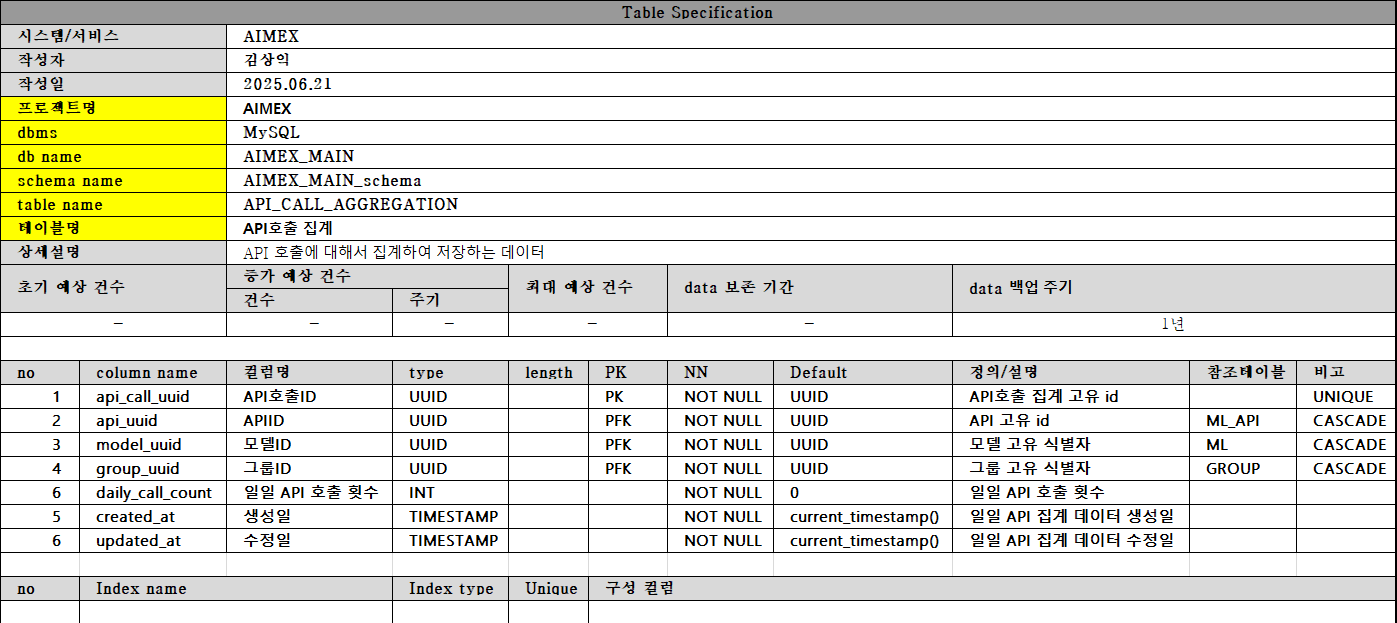 Table Specification
시스템/서비스 AIMEX
작성자 김상익
작성일 2025.06.21
프로젝트명 AIMEX
dbms MySQL
db name AIMEX_MAIN
schema name AIMEX_MAIN_schema
table name API_CALL_AGGREGATION
테이블명 API호출 집계
상세설명 API 호출에 대해서 집계하여 저장하는 데이터
초기 예상 건수 증가 예상 건수 최대 예상 건수 data 보존 기간 data 백업 주기
건수 주기
– – – – – 1년
no column name 컬럼명 type length PK NN Default 정의/설명 참조테이블 비고
1 api_call_uuid API호출ID UUID PK NOT NULL UUID API호출 집계 고유 id UNIQUE
2 api_uuid APIID UUID PFK NOT NULL UUID API 고유 id ML_API CASCADE
3 model_uuid 모델ID UUID PFK NOT NULL UUID 모델 고유 식별자 ML CASCADE
4 group_uuid 그룹ID UUID PFK NOT NULL UUID 그룹 고유 식별자 GROUP CASCADE
6 daily_call_count 일일 API 호출 횟수 INT NOT NULL 0 일일 API 호출 횟수
5 created_at 생성일 TIMESTAMP NOT NULL current_timestamp() 일일 API 집계 데이터 생성일
6 updated_at 수정일 TIMESTAMP NOT NULL current_timestamp() 일일 API 집계 데이터 수정일
no Index name Index type Unique 구성 컬럼